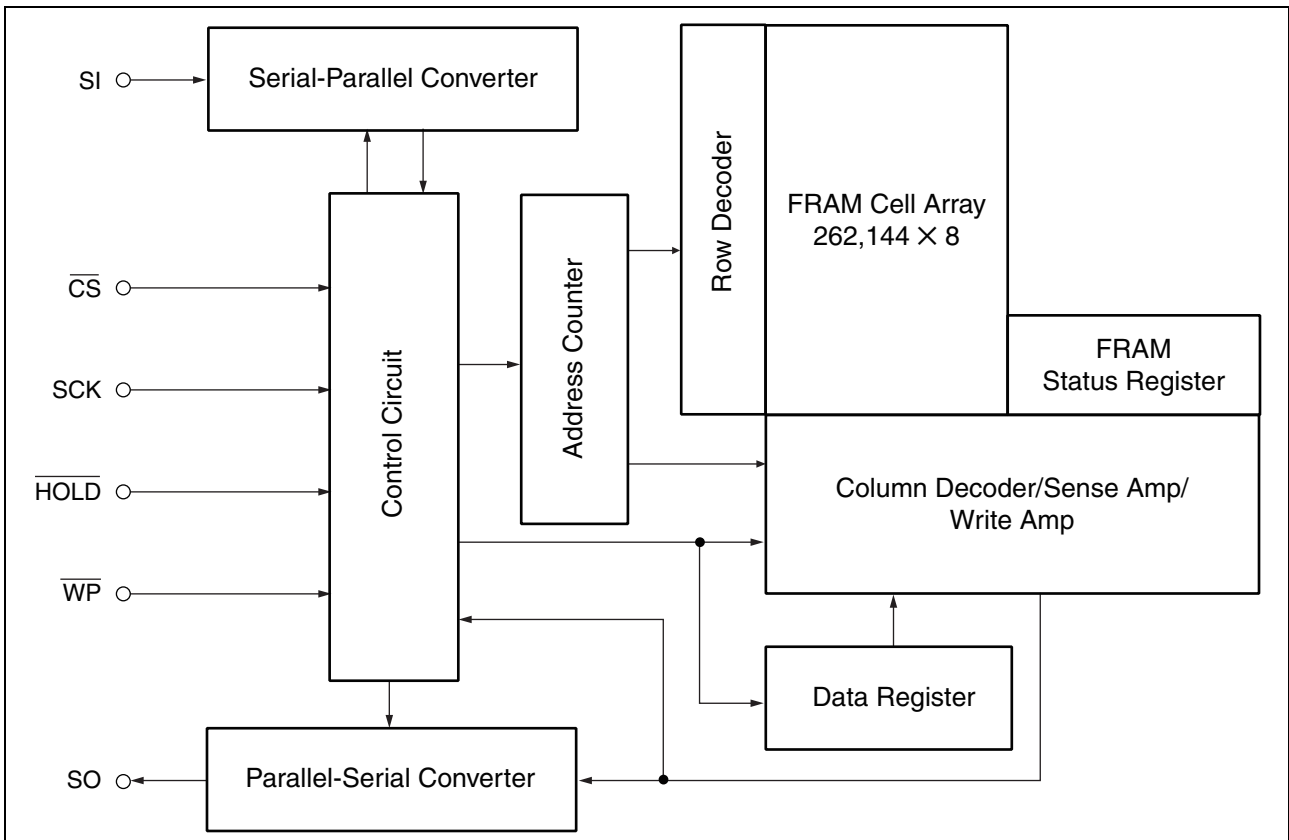 SI
Serial-Parallel Converter
CS
SCK
HOLD
WP
SO
Control Circuit
Address Counter
Row Decoder
FRAM Cell Array
262,144 × 8
FRAM
Status Register
Column Decoder/Sense Amp/
Write Amp
Data Register
Parallel-Serial Converter